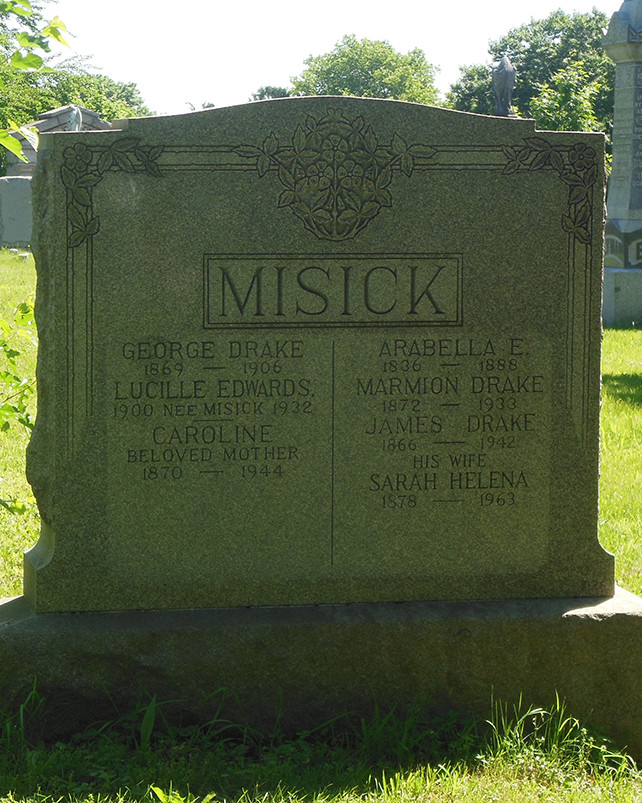 MISICK
GEORGE DRAKE
1869 — 1906
LUCILLE EDWARDS,
1900 NEE MISICK 1932
CAROLINE
BELOVED MOTHER
1870 — 1944
ARABELLA E.
1836 — 1888
MARMION DRAKE
1872 — 1933
JAMES DRAKE
1866 — 1942
HIS WIFE
SARAH HELENA
1878 — 1963